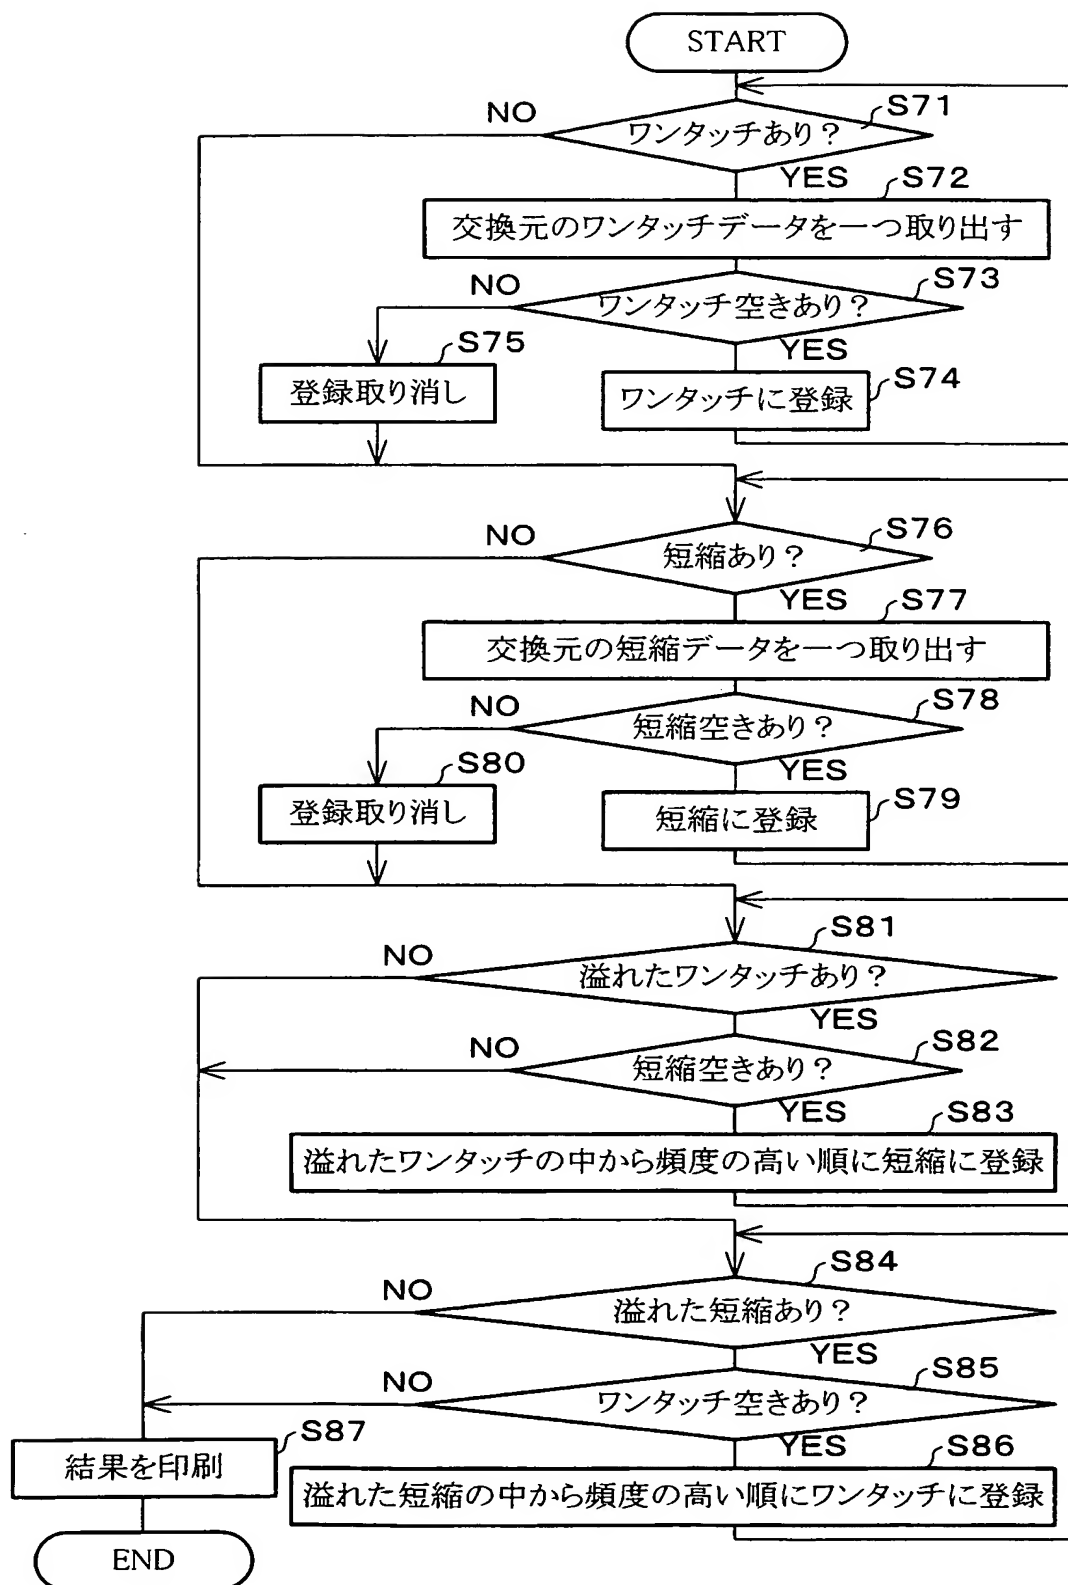 START
S71
NO
ワンタッチあり？
YES
S72
交換元のワンタッチデータを一つ取り出す
S73
NO
ワンタッチ空きあり？
YES
S75
登録取り消し
S74
ワンタッチに登録
S76
NO
短縮あり？
YES
S77
交換元の短縮データを一つ取り出す
S78
NO
短縮空きあり？
YES
S80
登録取り消し
S79
短縮に登録
S81
NO
溢れたワンタッチあり？
YES
S82
NO
短縮空きあり？
YES
S83
溢れたワンタッチの中から頻度の高い順に短縮に登録
S84
NO
溢れた短縮あり？
YES
S85
NO
ワンタッチ空きあり？
YES
S87
結果を印刷
S86
溢れた短縮の中から頻度の高い順にワンタッチに登録
END